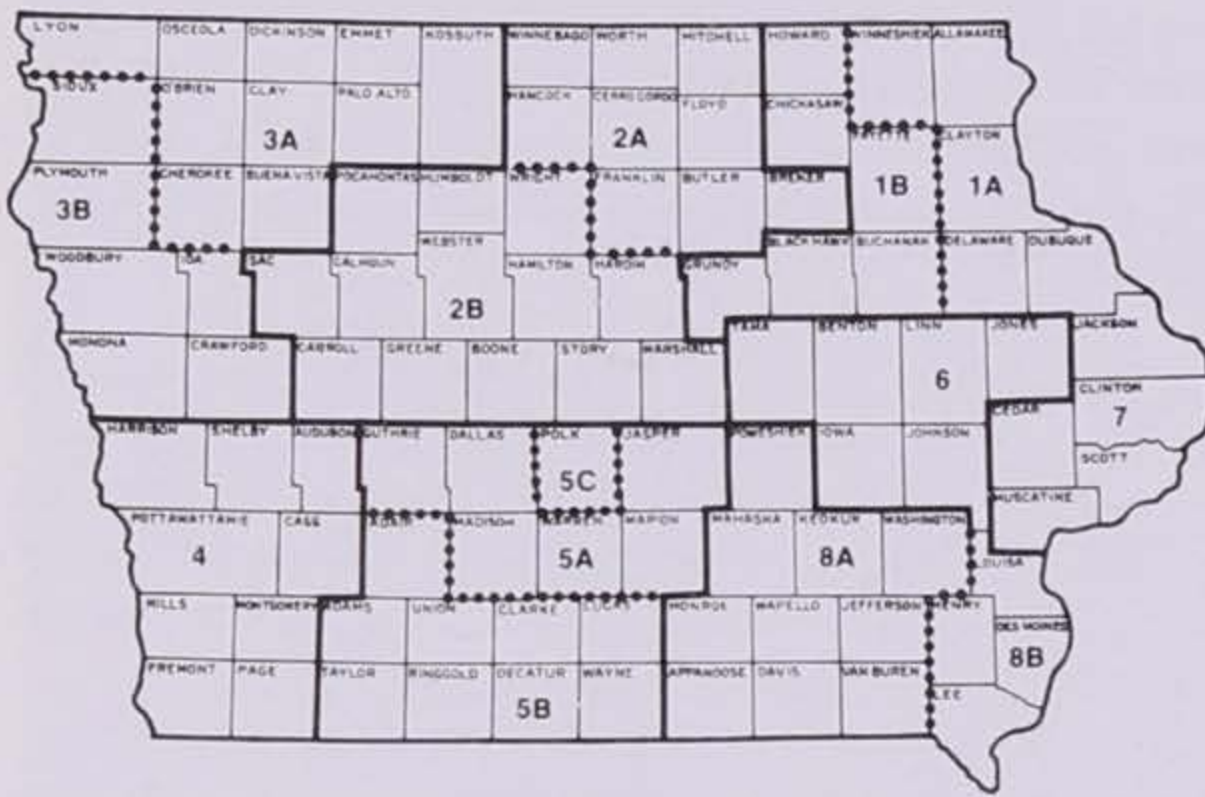 LYON OSCEOLA DICKINSON EMMET KOSSUTH WINNEBAGO WORTH MITCHELL HOWARD WINNESHIEK ALLAMAKEE
SIOUX O'BRIEN CLAY PALO ALTO HANCOCK CERRO GORDO FLOYD CHICKASAW
3A 2A
FAYETTE CLAYTON
PLYMOUTH CHEROKEE BUENA VISTA POCAHONTAS HUMBOLDT WRIGHT FRANKLIN BUTLER BREMER
3B 1B 1A
WOODBURY IDA SAC CALHOUN WEBSTER HAMILTON HARDIN GRUNDY BLACK HAWK BUCHANAN DELAWARE DUBUQUE
2B
MONONA CRAWFORD CARROLL GREENE BOONE STORY MARSHALL TAMA BENTON LINN JONES JACKSON
6
CLINTON
7
HARRISON SHELBY AUDUBON GUTHRIE DALLAS POLK JASPER POWESHIEK IOWA JOHNSON CEDAR
SCOTT
5C
MUSCATINE
POTTAWATTAMIE CASS ADAIR MADISON WARREN MARION MAHASKA KEOKUK WASHINGTON
4 5A 8A
LOUISA
MILLS MONTGOMERY ADAMS UNION CLARKE LUCAS MONROE WAPELLO JEFFERSON HENRY
DES MOINES
8B
FREMONT PAGE TAYLOR RINGGOLD DECATUR WAYNE APPANOOSE DAVIS VAN BUREN LEE
5B